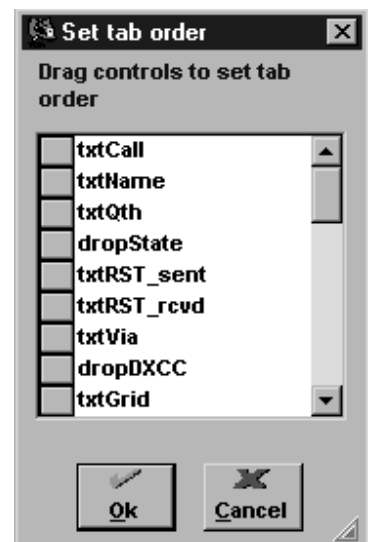 Set tab order
Drag controls to set tab
order
txtCall
txtName
txtQth
dropState
txtRST_sent
txtRST_rcvd
txtVia
dropDXCC
txtGrid
Ok
Cancel